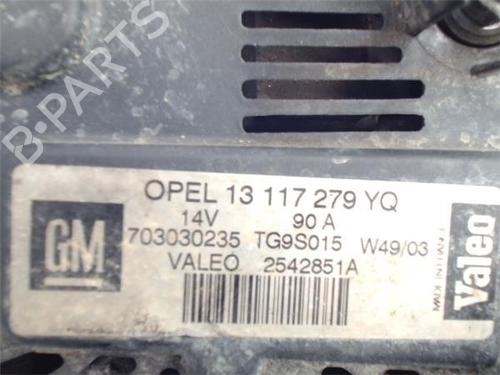 B-PARTS
OPEL 13 117 279 YQ
14V 90 A
703030235 TG9S015 W49/03
VALEO 2542851A
GM
Valeo